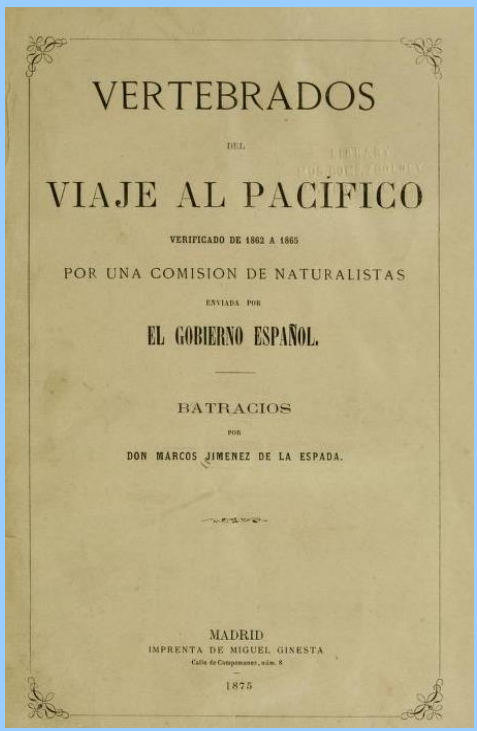 VERTEBRADOS
DEL
VIAJE AL PACÍFICO
VERIFICADO DE 1862 A 1865
POR UNA COMISION DE NATURALISTAS
ENVIADA POR
EL GOBIERNO ESPAÑOL.
BATRACIOS
POR
DON MARCOS JIMENEZ DE LA ESPADA.
MADRID
IMPRENTA DE MIGUEL GINESTA
Calle de Campomanes, núm. 8
1875